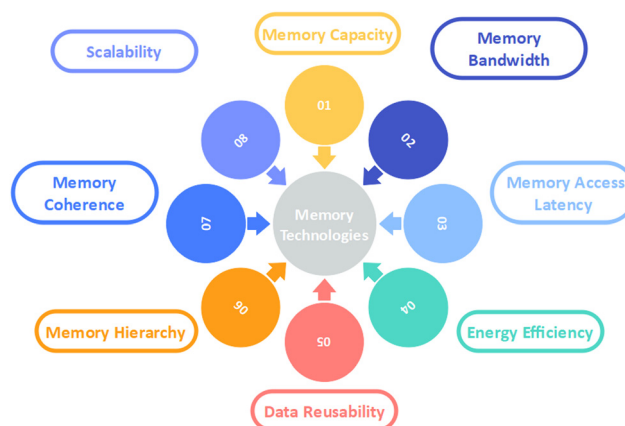 Memory Capacity
01
Memory
Bandwidth
02
Memory Access
Latency
03
Energy Efficiency
04
Data Reusability
05
Memory Hierarchy
06
Memory
Coherence
07
Scalability
08
Memory
Technologies